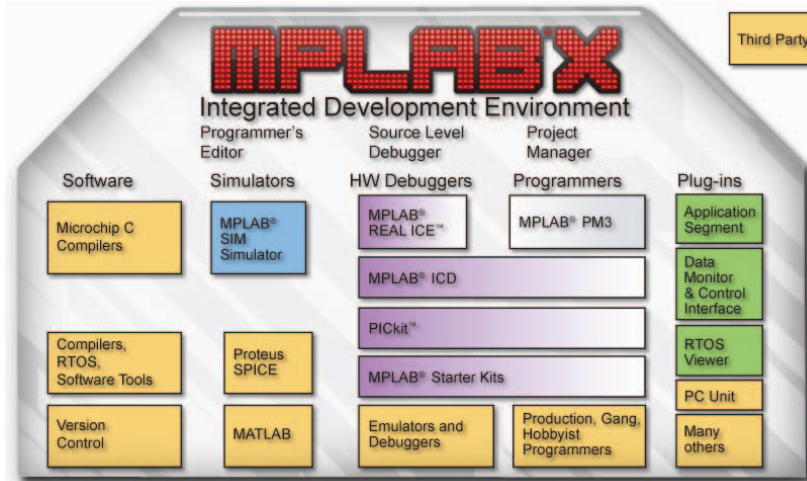 MPLAB®X
Third Party
Integrated Development Environment
Programmer's
Editor
Source Level
Debugger
Project
Manager
Software
Simulators
HW Debuggers
Programmers
Plug-ins
Microchip C
Compilers
MPLAB®
SIM
Simulator
MPLAB®
REAL ICE™
MPLAB® PM3
Application
Segment
MPLAB® ICD
Data
Monitor
& Control
Interface
PICkit™
Compilers,
RTOS,
Software Tools
Proteus
SPICE
MPLAB® Starter Kits
RTOS
Viewer
PC Unit
Version
Control
MATLAB
Emulators and
Debuggers
Production, Gang,
Hobbyist
Programmers
Many
others